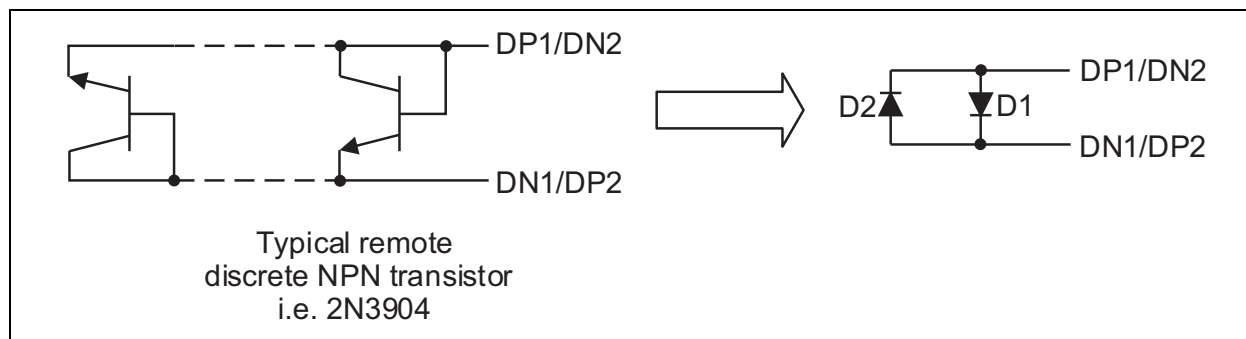 DP1/DN2
DN1/DP2
Typical remote
discrete NPN transistor
i.e. 2N3904
D2
D1
DP1/DN2
DN1/DP2